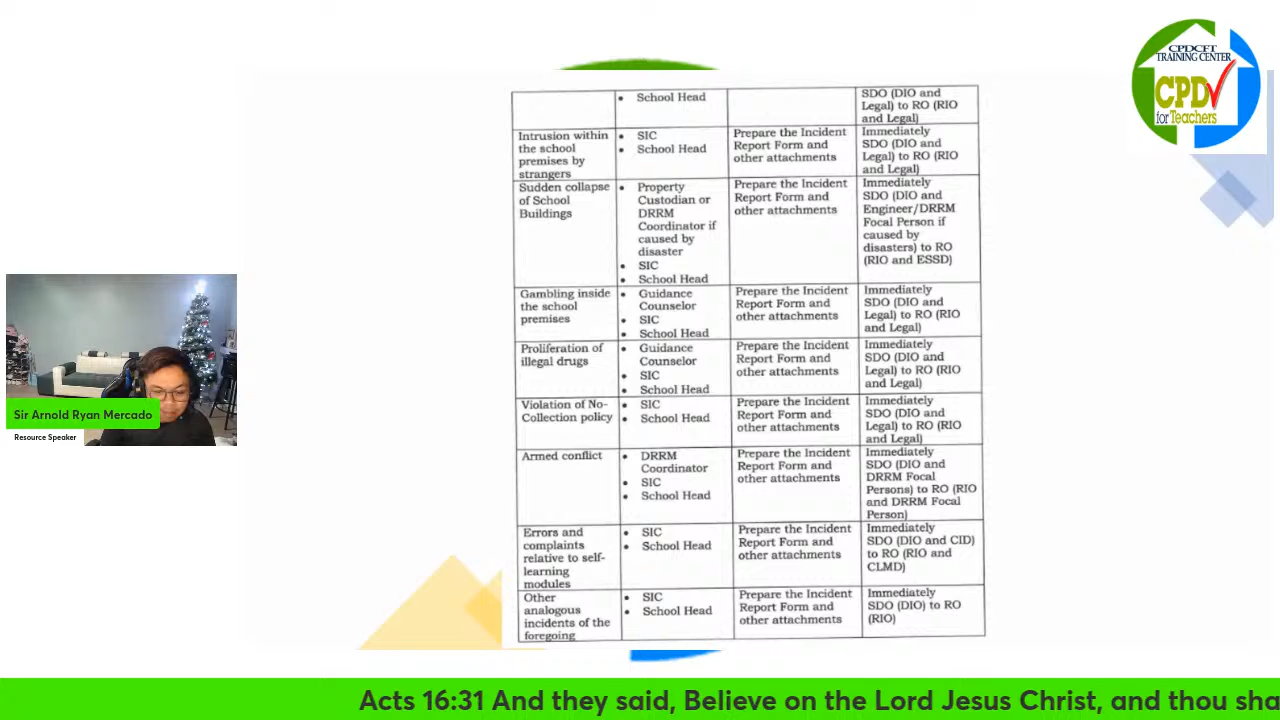 CPDCFT
TRAINING CENTER
CPD
for Teachers
School Head
SDO (DIO and
Legal) to RO (RIO
and Legal)
Intrusion within
the school
premises by
strangers
SIC
School Head
Prepare the Incident
Report Form and
other attachments
Immediately
SDO (DIO and
Legal) to RO (RIO
and Legal)
Sudden collapse
of School
Buildings
Property
Custodian or
DRRM
Coordinator if
caused by
disaster
SIC
School Head
Prepare the Incident
Report Form and
other attachments
Immediately
SDO (DIO and
Engineer/DRRM
Focal Person if
caused by
disasters) to RO
(RIO and ESSD)
Gambling inside
the school
premises
Guidance
Counselor
SIC
School Head
Prepare the Incident
Report Form and
other attachments
Immediately
SDO (DIO and
Legal) to RO (RIO
and Legal)
Proliferation of
illegal drugs
Guidance
Counselor
SIC
School Head
Prepare the Incident
Report Form and
other attachments
Immediately
SDO (DIO and
Legal) to RO (RIO
and Legal)
Violation of No-
Collection policy
SIC
School Head
Prepare the Incident
Report Form and
other attachments
Immediately
SDO (DIO and
Legal) to RO (RIO
and Legal)
Armed conflict
DRRM
Coordinator
SIC
School Head
Prepare the Incident
Report Form and
other attachments
Immediately
SDO (DIO and
DRRM Focal
Persons) to RO (RIO
and DRRM Focal
Person)
Errors and
complaints
relative to self-
learning
modules
SIC
School Head
Prepare the Incident
Report Form and
other attachments
Immediately
SDO (DIO and CID)
to RO (RIO and
CLMD)
Other
analogous
incidents of the
foregoing
SIC
School Head
Prepare the Incident
Report Form and
other attachments
Immediately
SDO (DIO) to RO
(RIO)
Sir Arnold Ryan Mercado
Resource Speaker
Acts 16:31 And they said, Believe on the Lord Jesus Christ, and thou sha